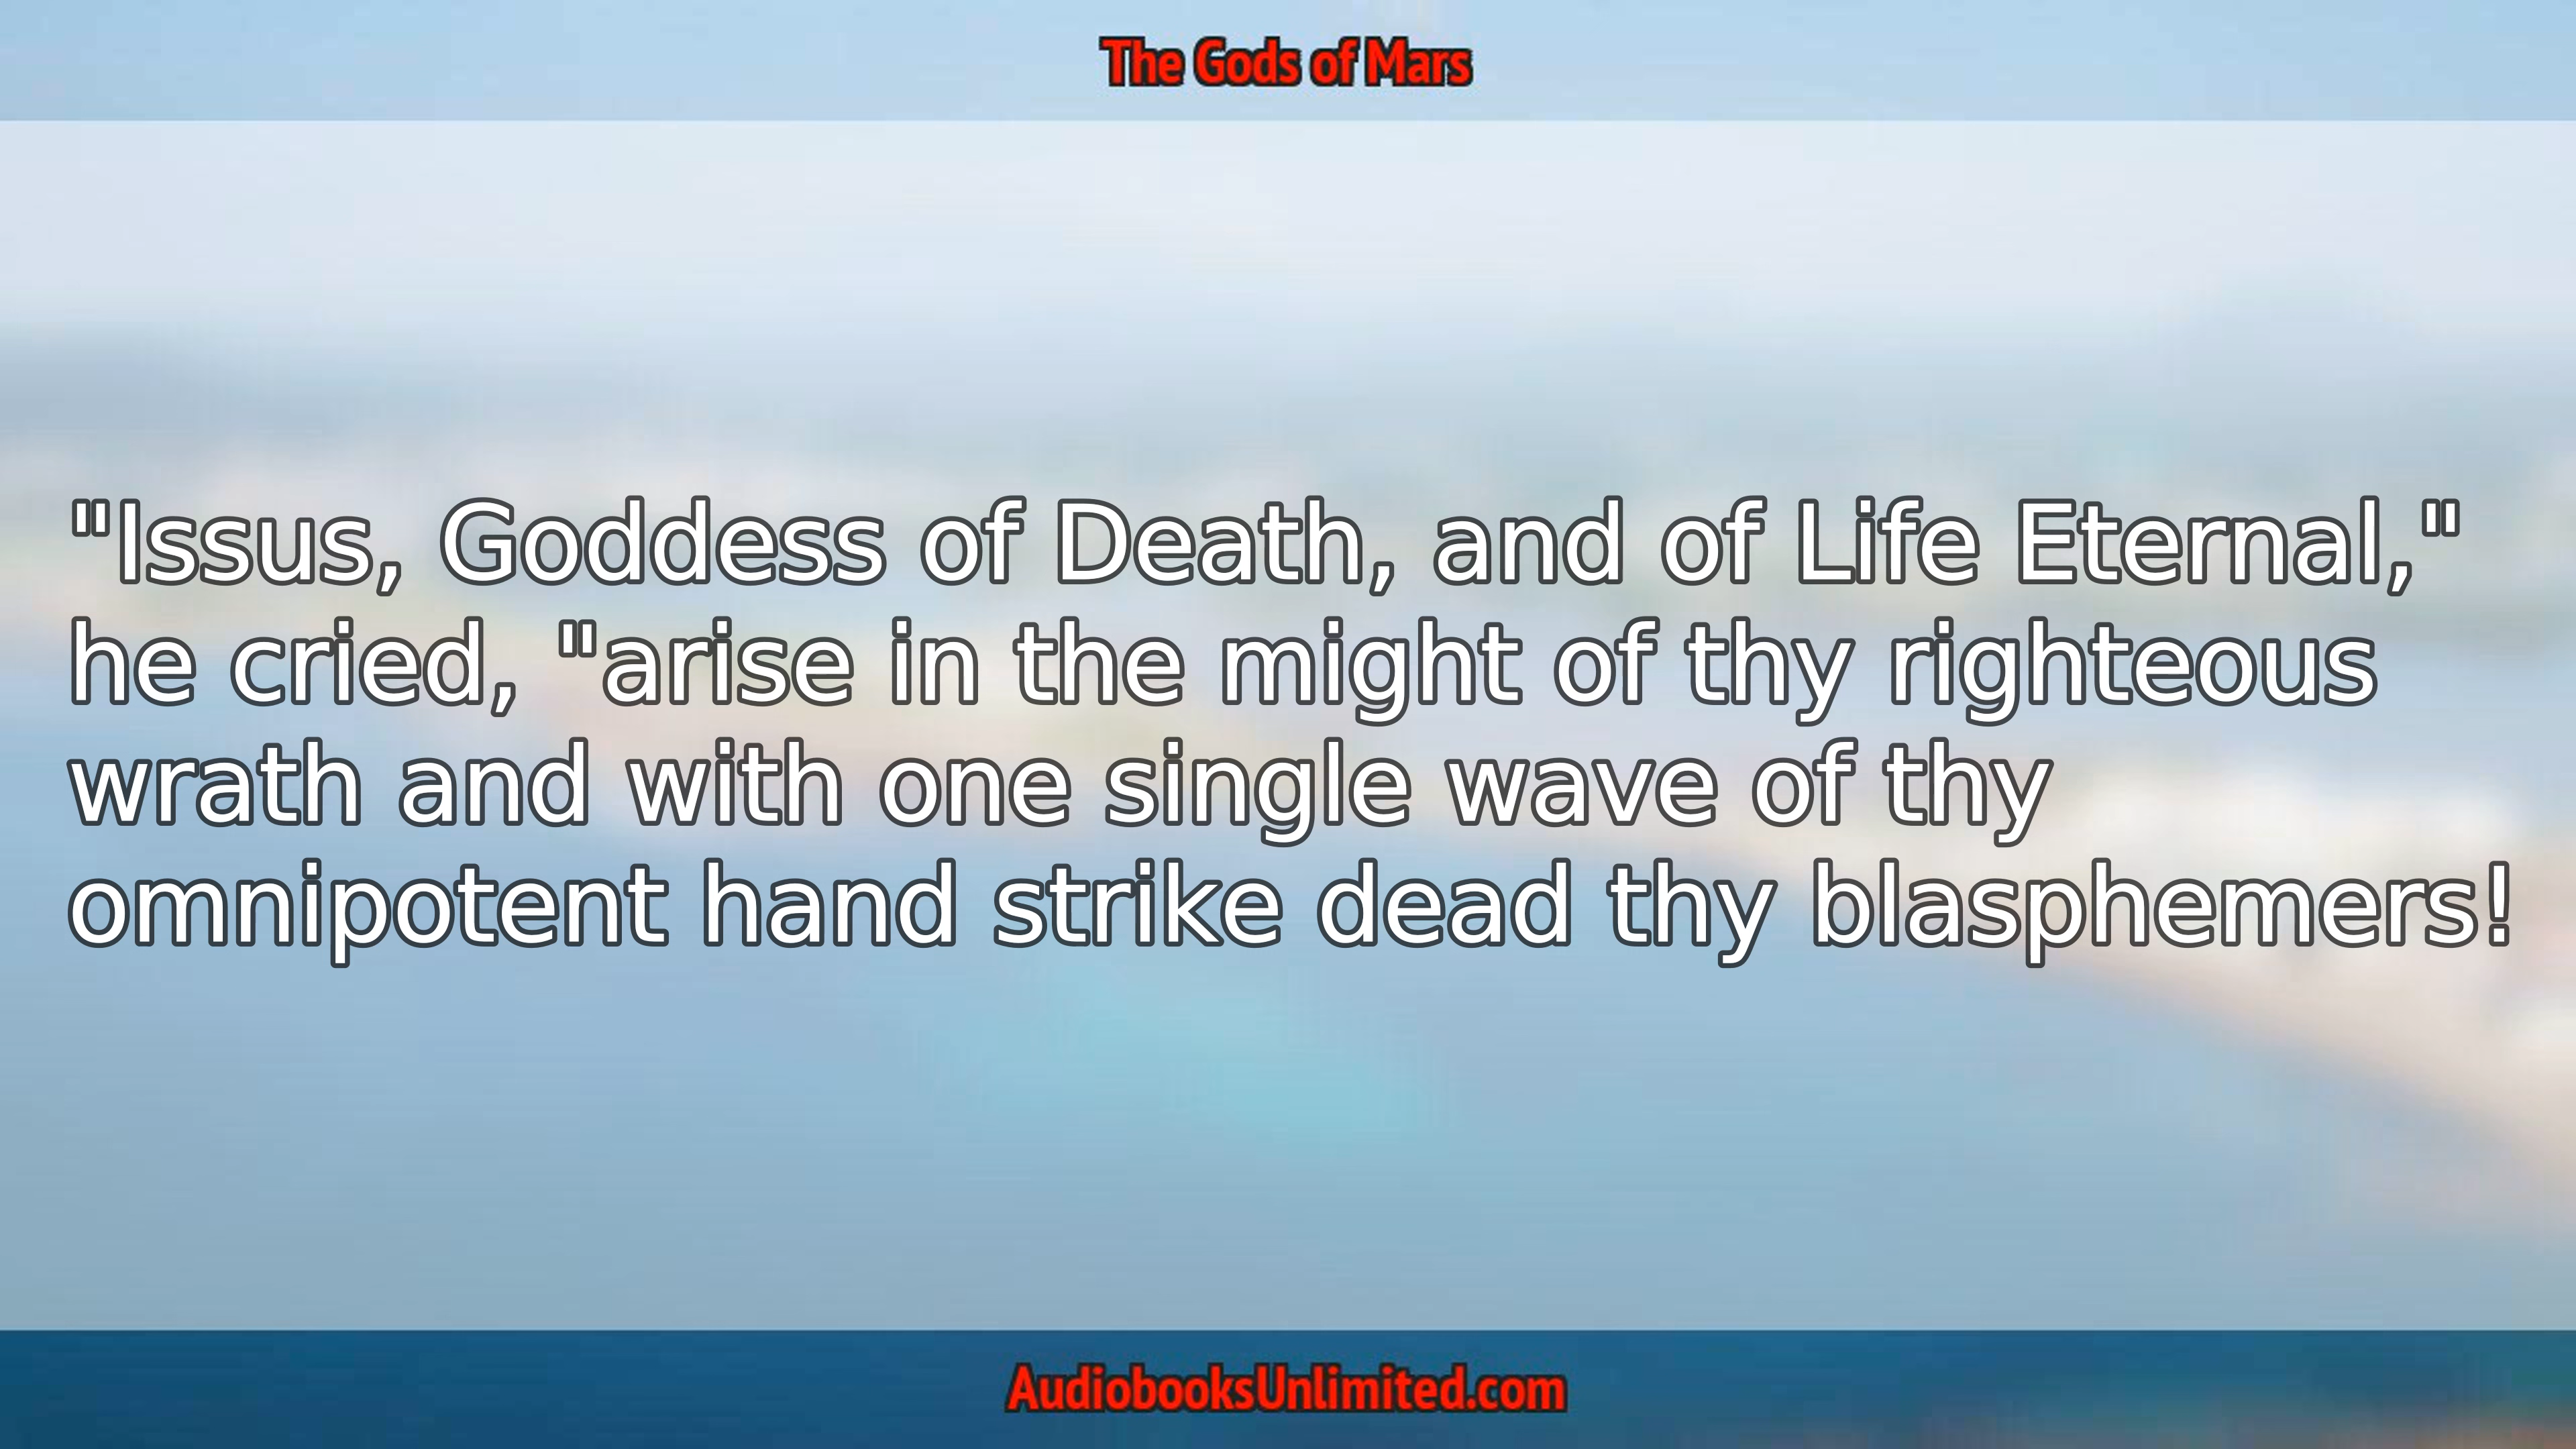 The Gods of Mars
"Issus, Goddess of Death, and of Life Eternal,"
he cried, "arise in the might of thy righteous
wrath and with one single wave of thy
omnipotent hand strike dead thy blasphemers!
AudiobooksUnlimited.com